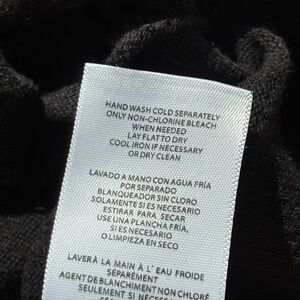 HAND WASH COLD SEPARATELY
ONLY NON-CHLORINE BLEACH
WHEN NEEDED
LAY FLAT TO DRY
COOL IRON IF NECESSARY
OR DRY CLEAN
LAVADO A MANO CON AGUA FRÍA
POR SEPARADO
BLANQUEADOR SIN CLORO
SOLAMENTE SI ES NECESARIO
ESTIRAR PARA SECAR
USE UNA PLANCHA FRÍA,
SI ES NECESARIO
O LIMPIEZA EN SECO
LAVER À LA MAIN À L' EAU FROIDE
SÉPARÉMENT
AGENT DE BLANCHIMENT NON CHLORE
SEULEMENT SI NÉCESSAIRE